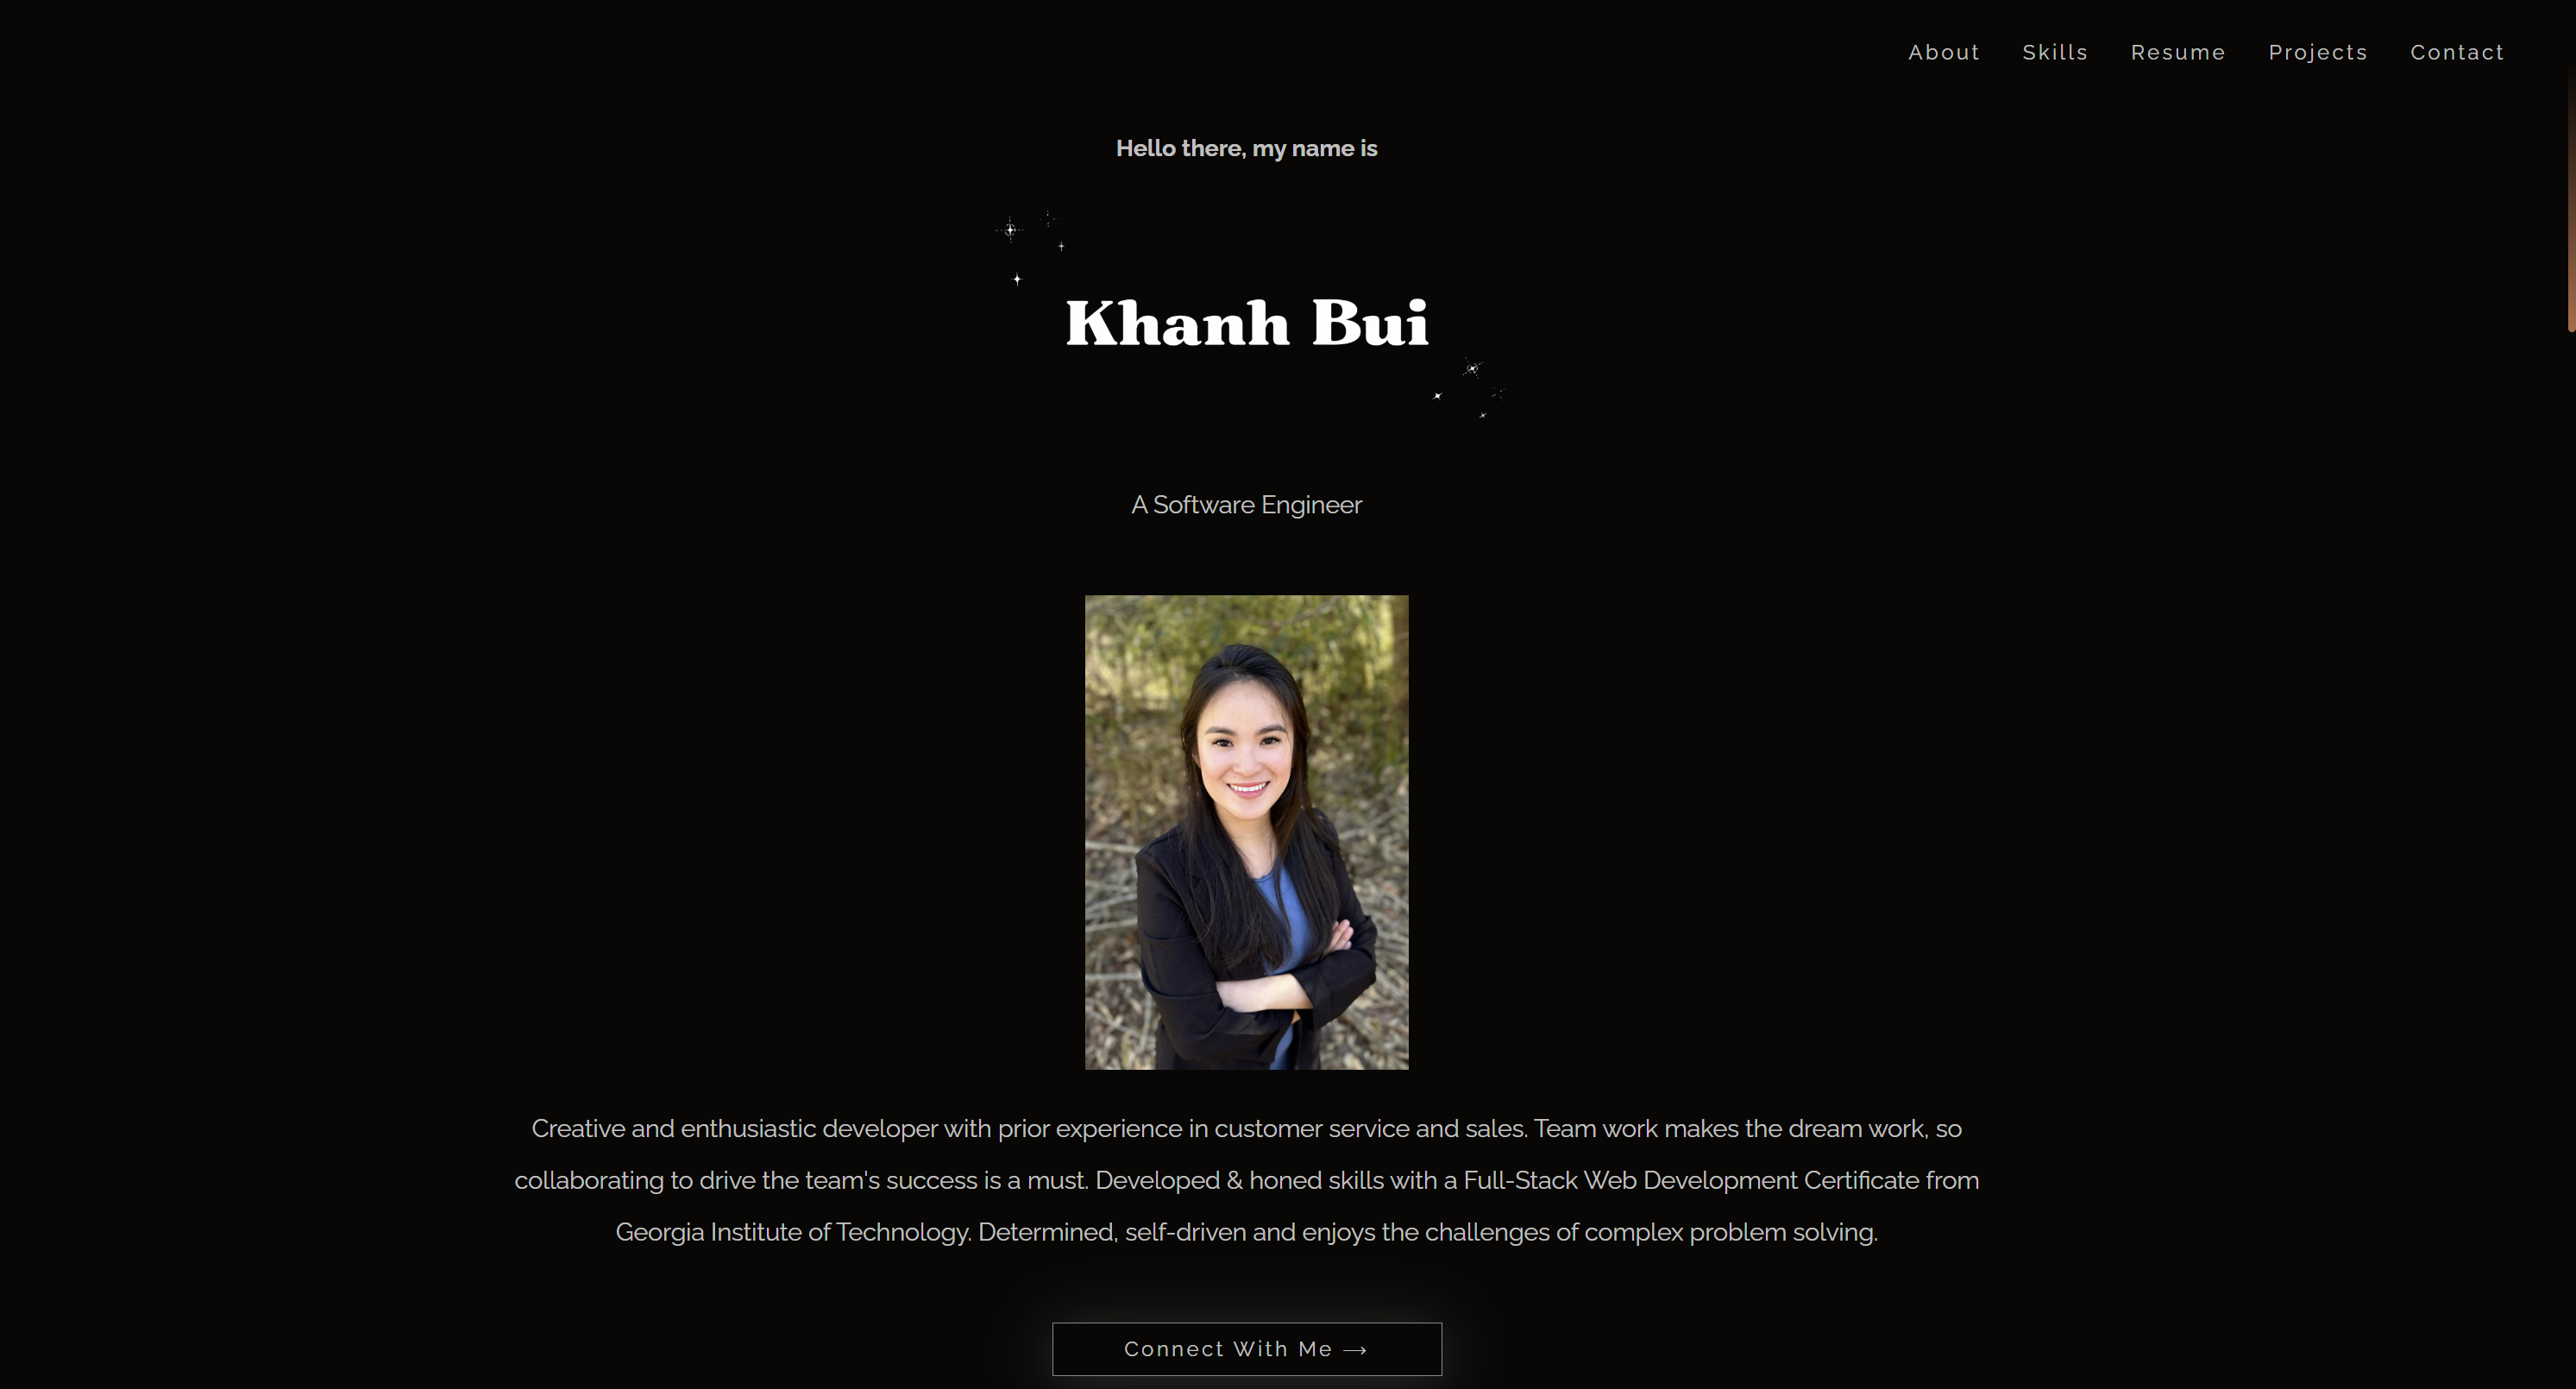 About Skills Resume Projects Contact
Hello there, my name is
Khanh Bui
A Software Engineer
Creative and enthusiastic developer with prior experience in customer service and sales. Team work makes the dream work, so
collaborating to drive the team's success is a must. Developed & honed skills with a Full-Stack Web Development Certificate from
Georgia Institute of Technology. Determined, self-driven and enjoys the challenges of complex problem solving.
Connect With Me ⟶